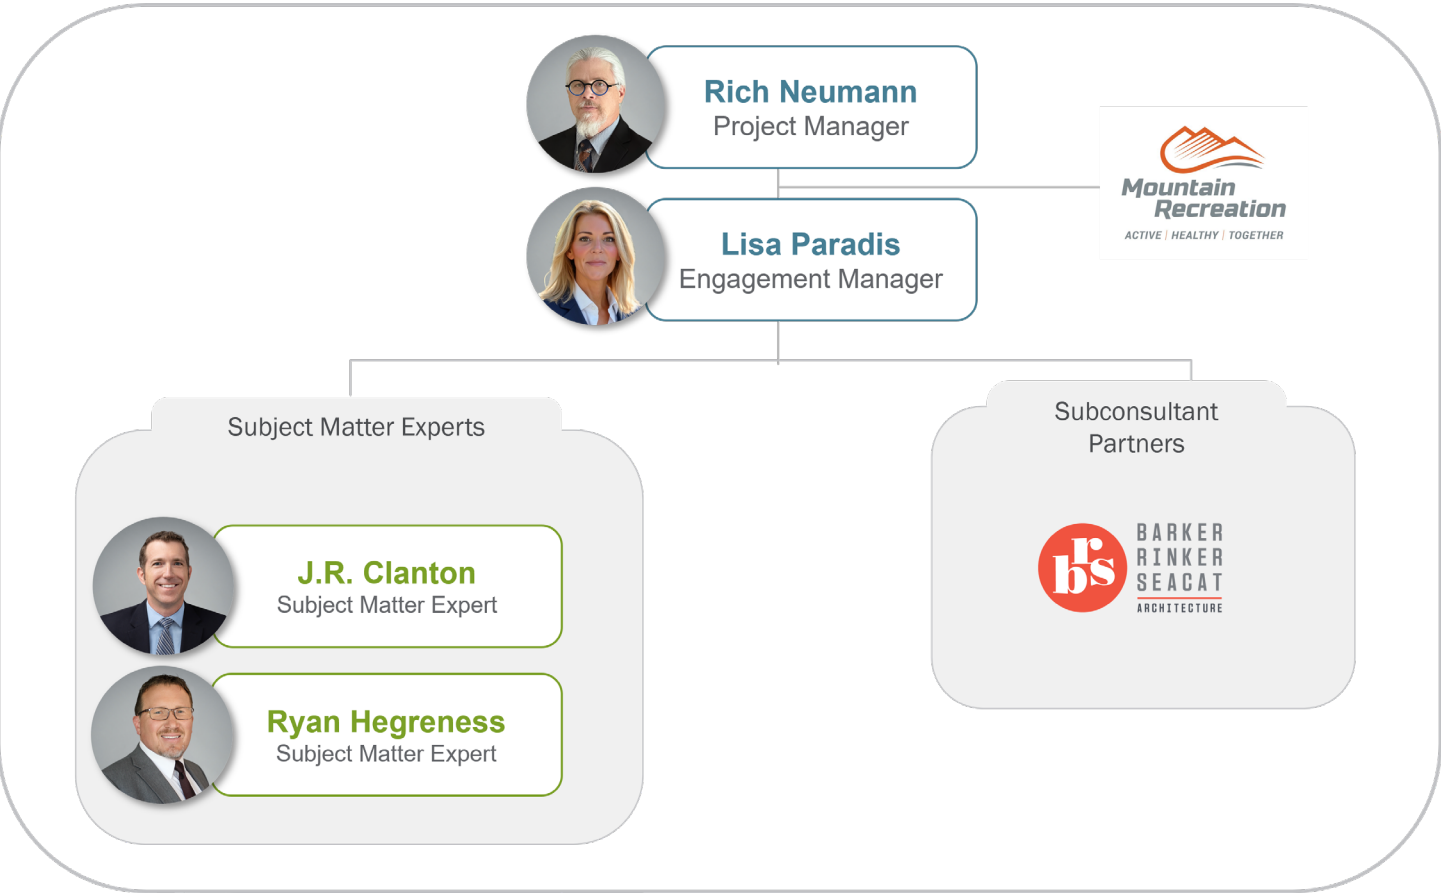 Rich Neumann
Project Manager
Mountain
Recreation
ACTIVE | HEALTHY | TOGETHER
Lisa Paradis
Engagement Manager
Subject Matter Experts
J.R. Clanton
Subject Matter Expert
Ryan Hegreness
Subject Matter Expert
Subconsultant
Partners
brs
BARKER
RINKER
SEACAT
ARCHITECTURE